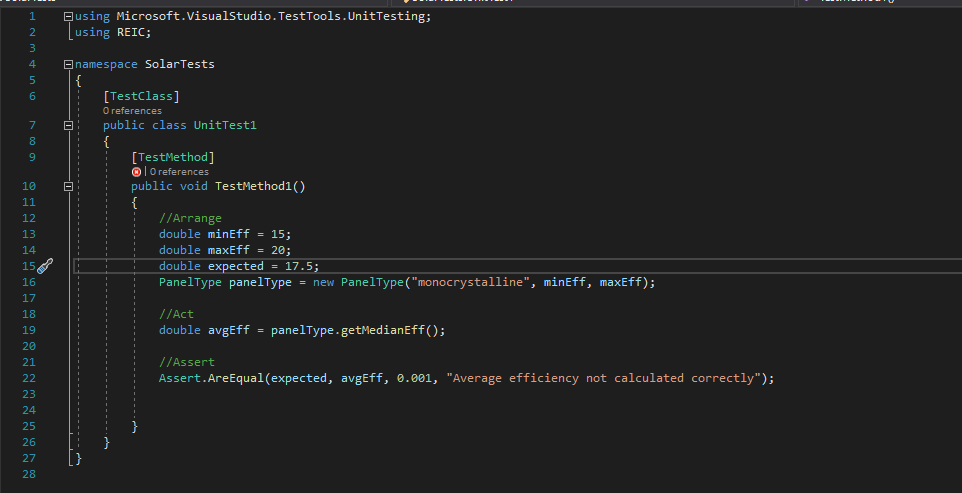 1 using Microsoft.VisualStudio.TestTools.UnitTesting;
2 using REIC;
3
4 namespace SolarTests
5 {
6 [TestClass]
0 references
7 public class UnitTest1
8 {
9 [TestMethod]
| 0 references
10 public void TestMethod1()
11 {
12 //Arrange
13 double minEff = 15;
14 double maxEff = 20;
15 double expected = 17.5;
16 PanelType panelType = new PanelType("monocrystalline", minEff, maxEff);
17
18 //Act
19 double avgEff = panelType.getMedianEff();
20
21 //Assert
22 Assert.AreEqual(expected, avgEff, 0.001, "Average efficiency not calculated correctly");
23
24
25 }
26 }
27 }
28